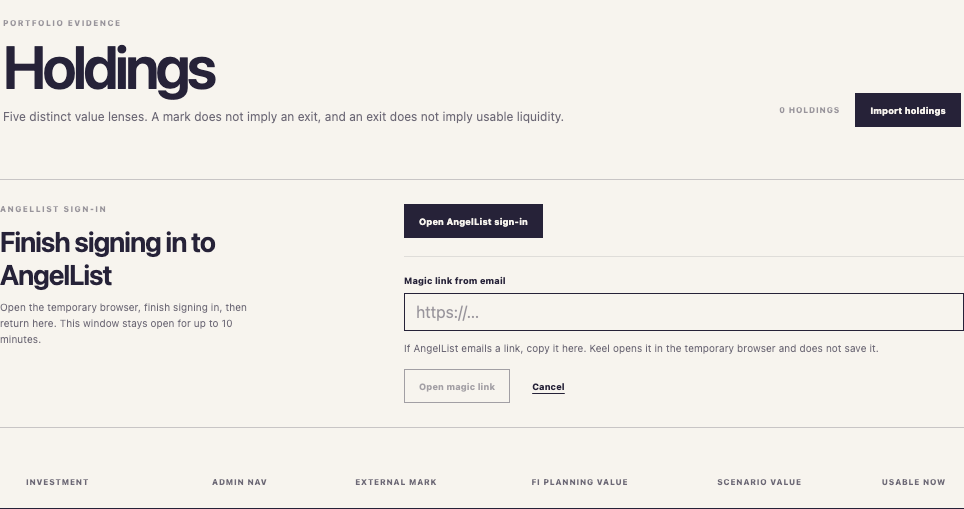 PORTFOLIO EVIDENCE
Holdings
Five distinct value lenses. A mark does not imply an exit, and an exit does not imply usable liquidity.
0 HOLDINGS
Import holdings
ANGELLIST SIGN-IN
Finish signing in to
AngelList
Open the temporary browser, finish signing in, then
return here. This window stays open for up to 10
minutes.
Open AngelList sign-in
Magic link from email
https://...
If AngelList emails a link, copy it here. Keel opens it in the temporary browser and does not save it.
Open magic link
Cancel
INVESTMENT
ADMIN NAV
EXTERNAL MARK
FI PLANNING VALUE
SCENARIO VALUE
USABLE NOW